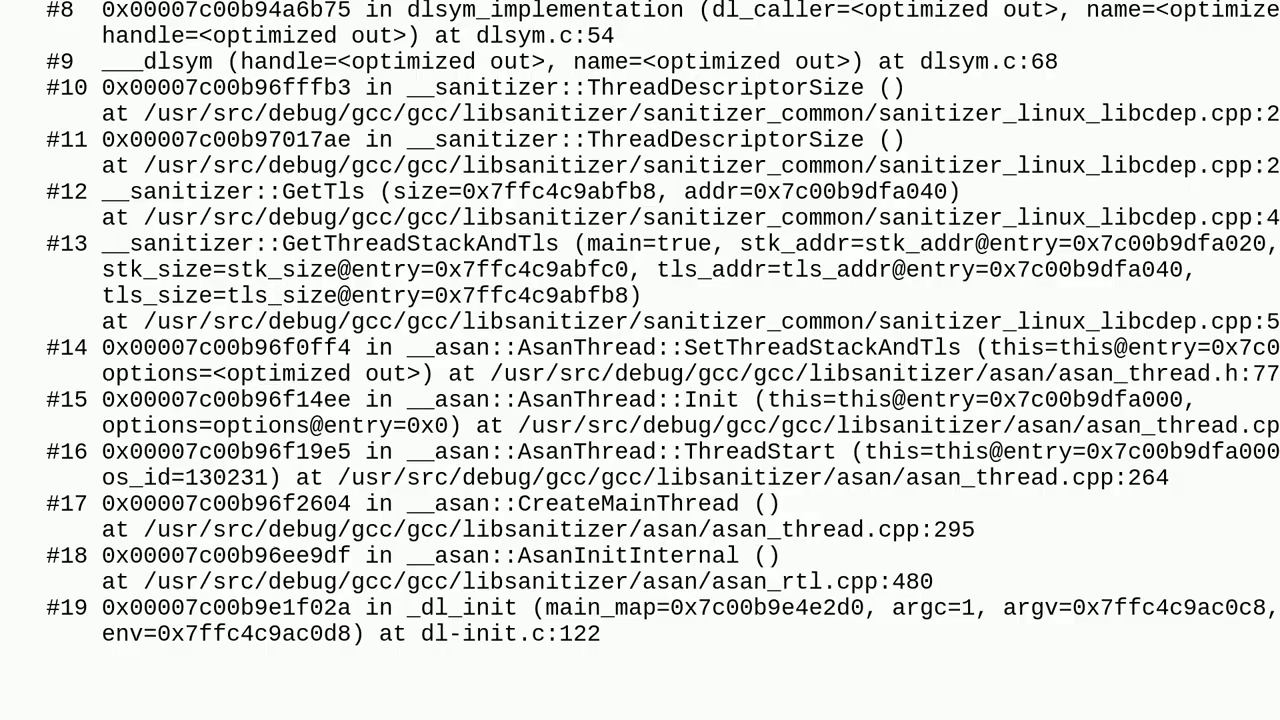 #8  0x00007c00b94a6b75 in dlsym_implementation (dl_caller=<optimized out>, name=<optimize
handle=<optimized out>) at dlsym.c:54
#9  ___dlsym (handle=<optimized out>, name=<optimized out>) at dlsym.c:68
#10 0x00007c00b96fffb3 in __sanitizer::ThreadDescriptorSize ()
at /usr/src/debug/gcc/gcc/libsanitizer/sanitizer_common/sanitizer_linux_libcdep.cpp:2
#11 0x00007c00b97017ae in __sanitizer::ThreadDescriptorSize ()
at /usr/src/debug/gcc/gcc/libsanitizer/sanitizer_common/sanitizer_linux_libcdep.cpp:2
#12 __sanitizer::GetTls (size=0x7ffc4c9abfb8, addr=0x7c00b9dfa040)
at /usr/src/debug/gcc/gcc/libsanitizer/sanitizer_common/sanitizer_linux_libcdep.cpp:4
#13 __sanitizer::GetThreadStackAndTls (main=true, stk_addr=stk_addr@entry=0x7c00b9dfa020,
stk_size=stk_size@entry=0x7ffc4c9abfc0, tls_addr=tls_addr@entry=0x7c00b9dfa040,
tls_size=tls_size@entry=0x7ffc4c9abfb8)
at /usr/src/debug/gcc/gcc/libsanitizer/sanitizer_common/sanitizer_linux_libcdep.cpp:5
#14 0x00007c00b96f0ff4 in __asan::AsanThread::SetThreadStackAndTls (this=this@entry=0x7c0
options=<optimized out>) at /usr/src/debug/gcc/gcc/libsanitizer/asan/asan_thread.h:77
#15 0x00007c00b96f14ee in __asan::AsanThread::Init (this=this@entry=0x7c00b9dfa000,
options=options@entry=0x0) at /usr/src/debug/gcc/gcc/libsanitizer/asan/asan_thread.cp
#16 0x00007c00b96f19e5 in __asan::AsanThread::ThreadStart (this=this@entry=0x7c00b9dfa000
os_id=130231) at /usr/src/debug/gcc/gcc/libsanitizer/asan/asan_thread.cpp:264
#17 0x00007c00b96f2604 in __asan::CreateMainThread ()
at /usr/src/debug/gcc/gcc/libsanitizer/asan/asan_thread.cpp:295
#18 0x00007c00b96ee9df in __asan::AsanInitInternal ()
at /usr/src/debug/gcc/gcc/libsanitizer/asan/asan_rtl.cpp:480
#19 0x00007c00b9e1f02a in _dl_init (main_map=0x7c00b9e4e2d0, argc=1, argv=0x7ffc4c9ac0c8,
env=0x7ffc4c9ac0d8) at dl-init.c:122